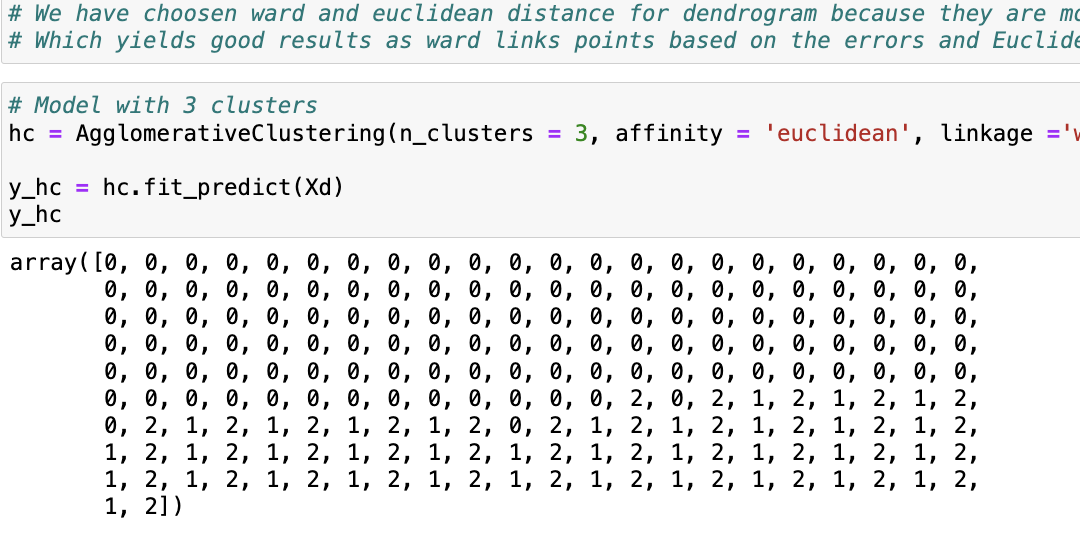 # We have choosen ward and euclidean distance for dendrogram because they are
# Which yields good results as ward links points based on the errors and
# Model with 3 clusters
hc = AgglomerativeClustering(n_clusters = 3, affinity = 'euclidean', linkage ='
y_hc = hc.fit_predict(Xd)
y_hc
array([0, 0, 0, 0, 0, 0, 0, 0, 0, 0, 0, 0, 0, 0, 0, 0, 0, 0, 0, 0, 0, 0,
0, 0, 0, 0, 0, 0, 0, 0, 0, 0, 0, 0, 0, 0, 0, 0, 0, 0, 0, 0, 0, 0,
0, 0, 0, 0, 0, 0, 0, 0, 0, 0, 0, 0, 0, 0, 0, 0, 0, 0, 0, 0, 0, 0,
0, 0, 0, 0, 0, 0, 0, 0, 0, 0, 0, 0, 0, 0, 0, 0, 0, 0, 0, 0, 0, 0,
0, 0, 0, 0, 0, 0, 0, 0, 0, 0, 0, 0, 0, 0, 0, 0, 0, 0, 0, 0, 0, 0,
0, 0, 0, 0, 0, 0, 0, 0, 0, 0, 0, 0, 0, 2, 0, 2, 1, 2, 1, 2, 1, 2,
0, 2, 1, 2, 1, 2, 1, 2, 1, 2, 0, 2, 1, 2, 1, 2, 1, 2, 1, 2, 1, 2,
1, 2, 1, 2, 1, 2, 1, 2, 1, 2, 1, 2, 1, 2, 1, 2, 1, 2, 1, 2, 1, 2,
1, 2, 1, 2, 1, 2, 1, 2, 1, 2, 1, 2, 1, 2, 1, 2, 1, 2, 1, 2, 1, 2,
1, 2])